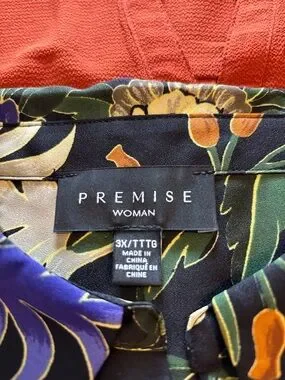 PREMISE
WOMAN
3X/TTTG
MADE IN
CHINA
FABRIQUÉ EN
CHINE